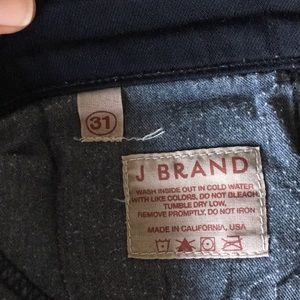 31
J BRAND
WASH INSIDE OUT IN COLD WATER
WITH LIKE COLORS, DO NOT BLEACH
TUMBLE DRY LOW,
REMOVE PROMPTLY, DO NOT IRON
MADE IN CALIFORNIA, USA